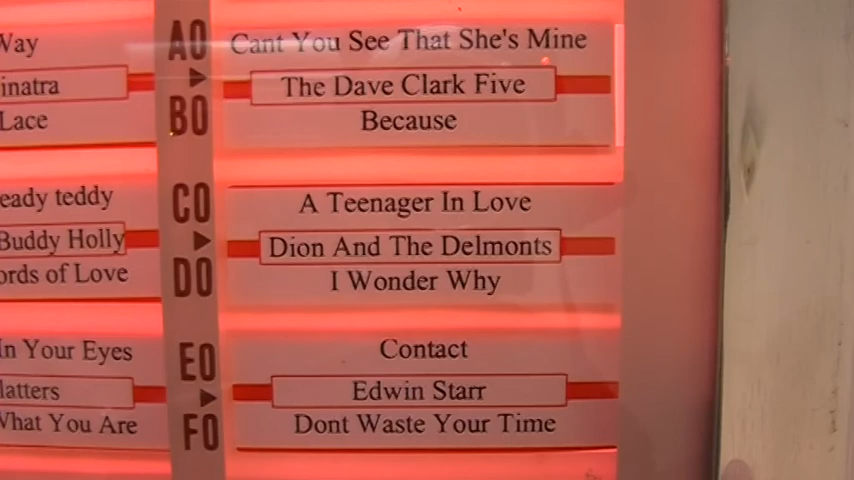 Way
AO
Cant You See That She's Mine
inatra
The Dave Clark Five
Lace
BO
Because
eady teddy
CO
A Teenager In Love
Buddy Holly
Dion And The Delmonts
ords of Love
DO
I Wonder Why
In Your Eyes
EO
Contact
latters
Edwin Starr
What You Are
FO
Dont Waste Your Time